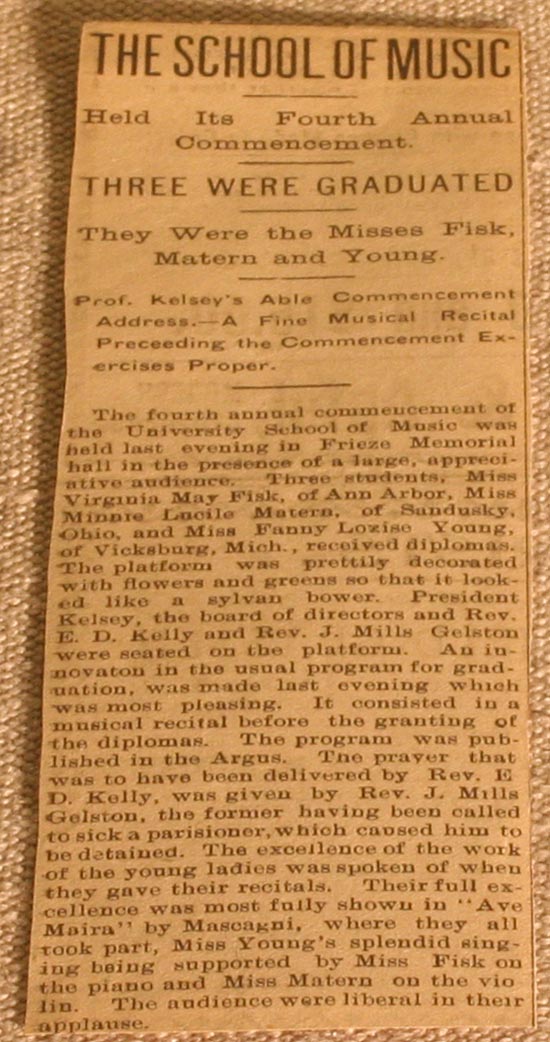 THE SCHOOL OF MUSIC
Held Its Fourth Annual
Commencement.
THREE WERE GRADUATED
They Were the Misses Fisk,
Matern and Young.
Prof. Kelsey's Able Commencement
Address.—A Fine Musical Recital
Preceeding the Commencement Ex-
ercises Proper.
The fourth annual commencement of
the University School of Music was
held last evening in Frieze Memorial
hall in the presence of a large, appreci-
ative audience. Three students, Miss
Virginia May Fisk, of Ann Arbor, Miss
Minnie Lucile Matern, of Sandusky,
Ohio, and Miss Fanny Loxise Young,
of Vicksburg, Mich., received diplomas.
The platform was prettily decorated
with flowers and greens so that it look-
ed like a sylvan bower. President
Kelsey, the board of directors and Rev.
E. D. Kelly and Rev. J. Mills Gelston
were seated on the platform. An in-
novaton in the usual program for grad-
uation, was made last evening which
was most pleasing. It consisted in a
musical recital before the granting of
the diplomas. The program was pub-
lished in the Argus. The prayer that
was to have been delivered by Rev. E
D. Kelly, was given by Rev. J. Mills
Gelston, the former having been called
to sick a parisioner, which caused him to
be detained. The excellence of the work
of the young ladies was spoken of when
they gave their recitals. Their full ex-
cellence was most fully shown in "Ave
Maira" by Mascagni, where they all
took part, Miss Young's splendid sing-
ing being supported by Miss Fisk on
the piano and Miss Matern on the vio
lin. The audience were liberal in their
applause.